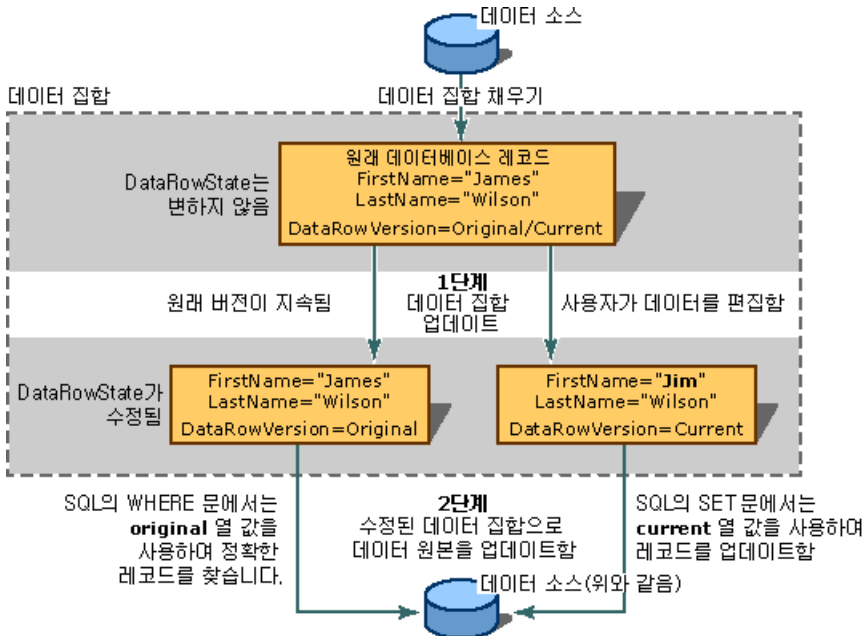 데이터 소스
데이터 집합
데이터 집합 채우기
원래 데이터베이스 레코드
FirstName="James"
LastName="Wilson"
DataRowVersion=Original/Current
DataRowState는
변하지 않음
원래 버전이 지속됨
1단계
데이터 집합
업데이트
사용자가 데이터를 편집함
DataRowState가
수정됨
FirstName="James"
LastName="Wilson"
DataRowVersion=Original
FirstName="Jim"
LastName="Wilson"
DataRowVersion=Current
SQL의 WHERE 문에서는
original 열 값을
사용하며 정확한
레코드를 찾습니다.
2단계
수정된 데이터 집합으로
데이터 원본을 업데이트함
SQL의 SET 문에서는
current 열 값을 사용하며
레코드를 업데이트함
데이터 소스(위와 같음)